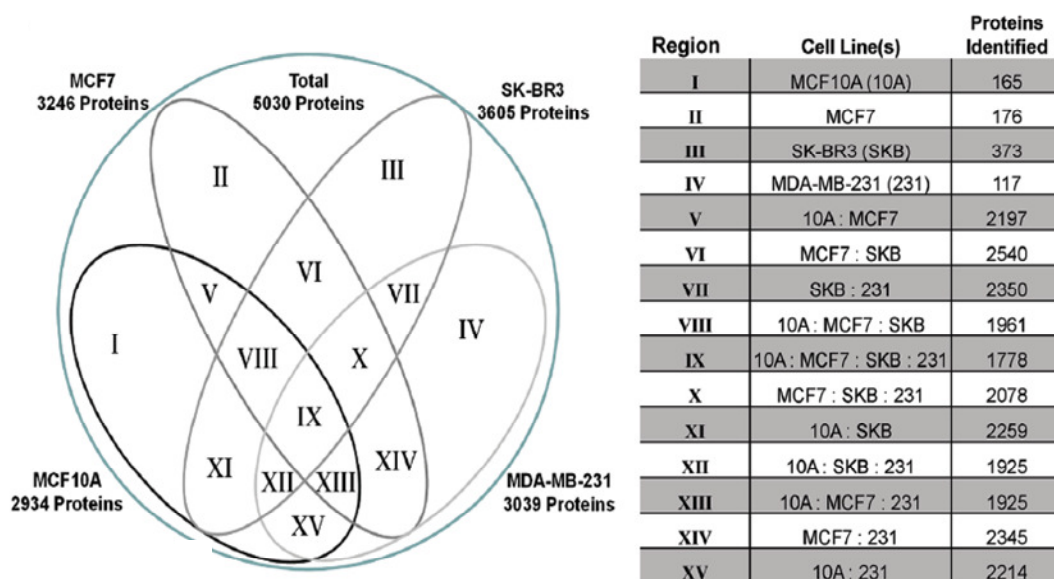 MCF7
3246 Proteins
Total
5030 Proteins
SK-BR3
3605 Proteins
II
III
VI
V
VII
I
IV
VIII
X
IX
XI
XIV
XII
XIII
MCF10A
2934 Proteins
MDA-MB-231
3039 Proteins
XV
Region Cell Line(s) Proteins Identified
I MCF10A (10A) 165
II MCF7 176
III SK-BR3 (SKB) 373
IV MDA-MB-231 (231) 117
V 10A : MCF7 2197
VI MCF7 : SKB 2540
VII SKB : 231 2350
VIII 10A : MCF7 : SKB 1961
IX 10A : MCF7 : SKB : 231 1778
X MCF7 : SKB : 231 2078
XI 10A : SKB 2259
XII 10A : SKB : 231 1925
XIII 10A : MCF7 : 231 1925
XIV MCF7 : 231 2345
XV 10A : 231 2214